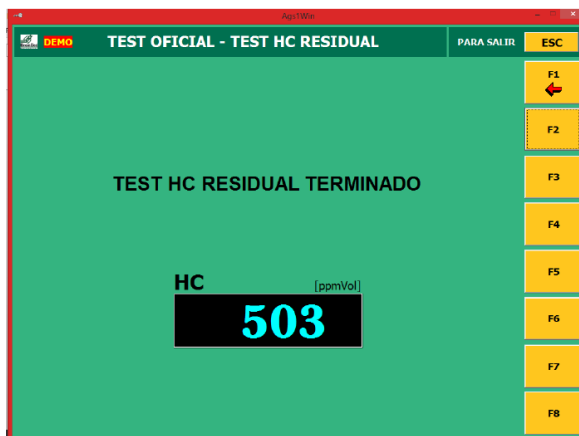 Ags1Win
DEMO TEST OFICIAL - TEST HC RESIDUAL PARA SALIR ESC
F1
F2
TEST HC RESIDUAL TERMINADO
F3
F4
F5
HC [ppmVol]
503
F6
F7
F8